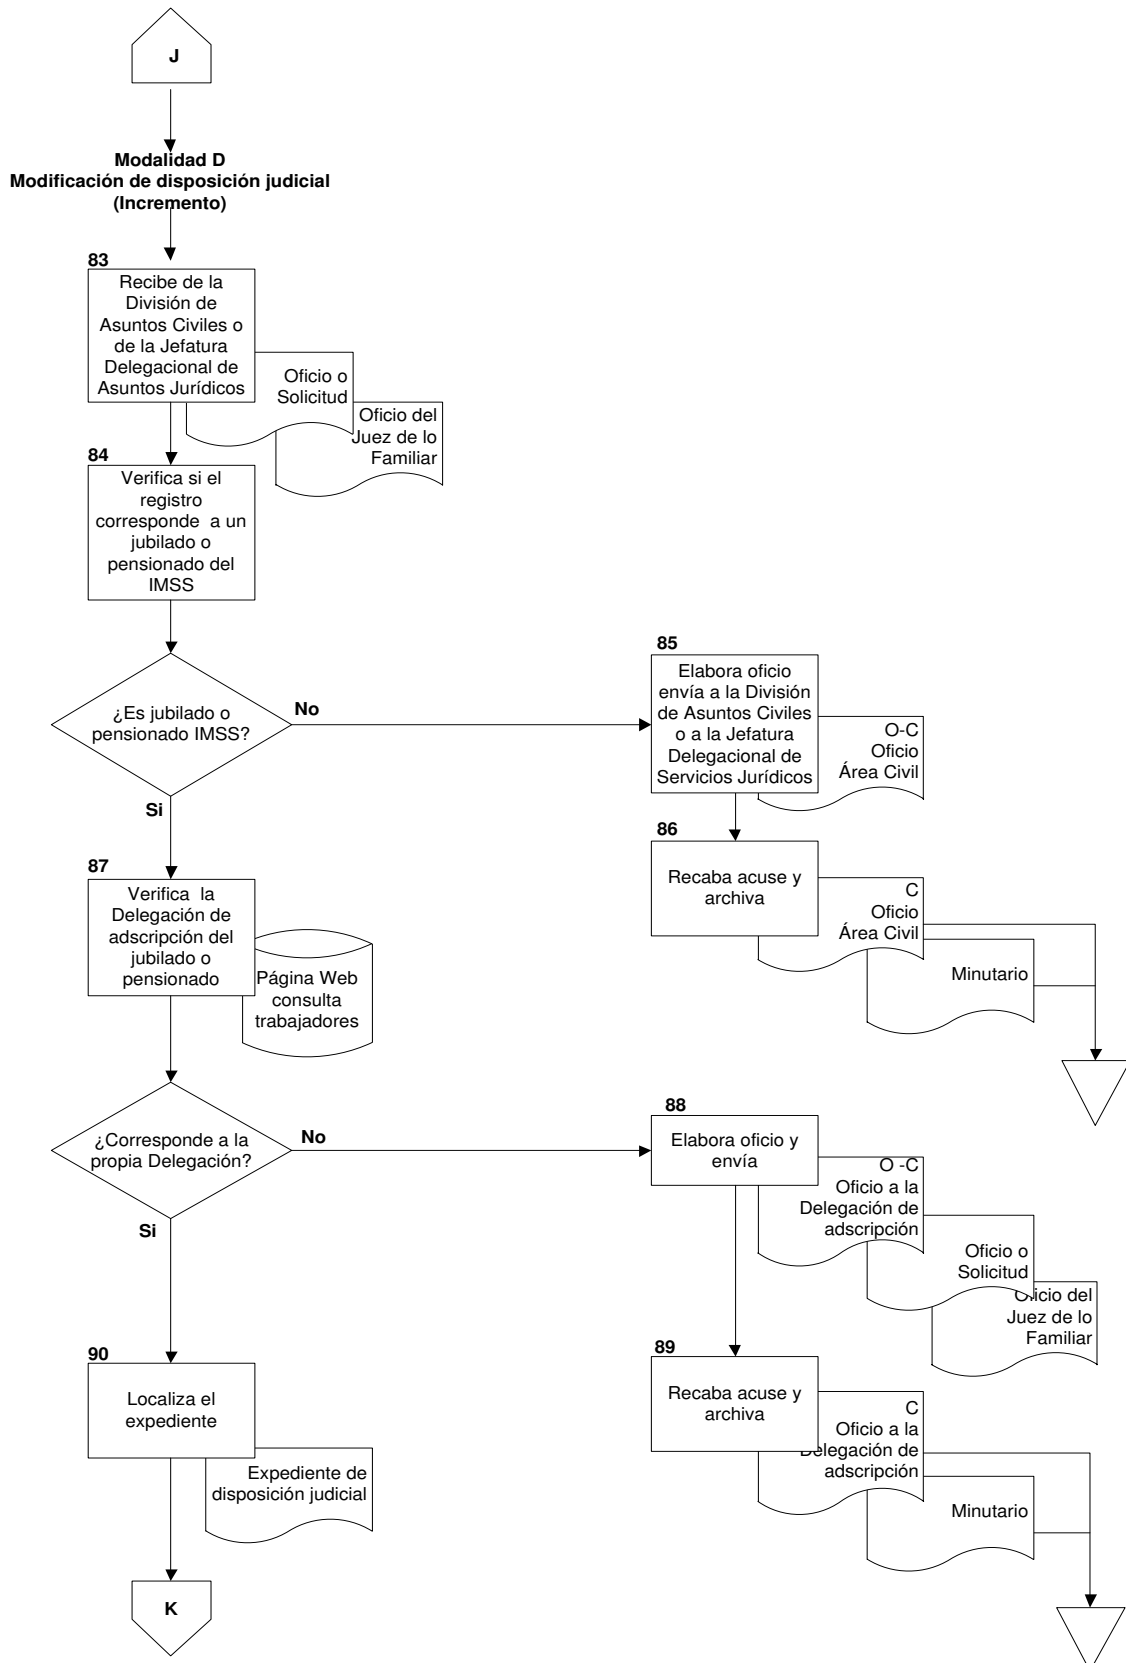 J
Modalidad D
Modificación de disposición judicial
(Incremento)
83
Recibe de la
División de
Asuntos Civiles o
de la Jefatura
Delegacional de
Asuntos Jurídicos
Oficio o
Solicitud
Oficio del
Juez de lo
Familiar
84
Verifica si el
registro
corresponde a un
jubilado o
pensionado del
IMSS
¿Es jubilado o
pensionado IMSS?
No
Si
85
Elabora oficio
envía a la División
de Asuntos Civiles
o a la Jefatura
Delegacional de
Servicios Jurídicos
O-C
Oficio
Área Civil
86
Recaba acuse y
archiva
C
Oficio
Área Civil
Minutario
87
Verifica la
Delegación de
adscripción del
jubilado o
pensionado
Página Web
consulta
trabajadores
¿Corresponde a la
propia Delegación?
No
Si
88
Elabora oficio y
envía
O -C
Oficio a la
Delegación de
adscripción
Oficio o
Solicitud
Oficio del
Juez de lo
Familiar
89
Recaba acuse y
archiva
C
Oficio a la
Delegación de
adscripción
Minutario
90
Localiza el
expediente
Expediente de
disposición judicial
K